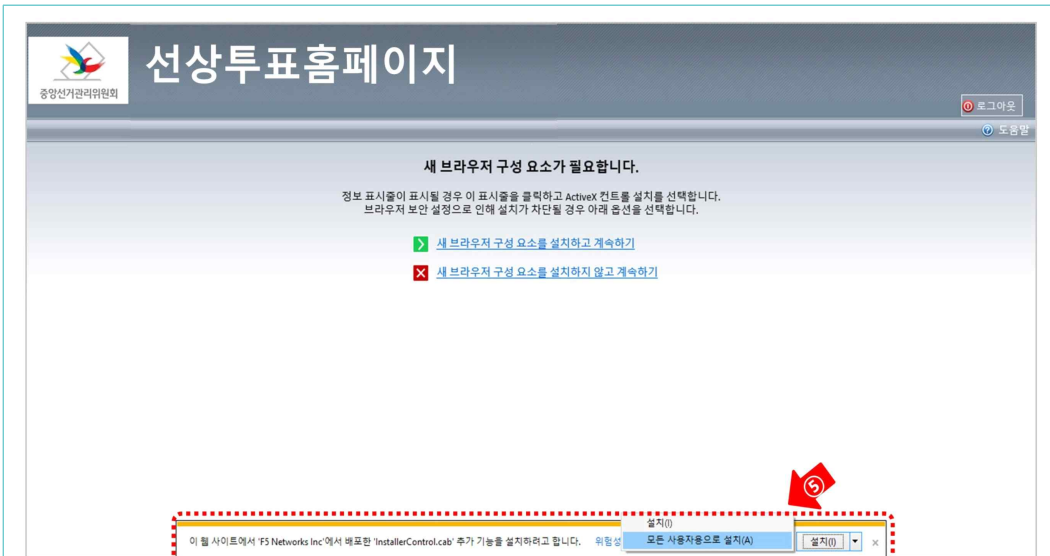 선상투표홈페이지
중앙선거관리위원회
로그아웃
도움말
새 브라우저 구성 요소가 필요합니다.
정보 표시줄이 표시될 경우 이 표시줄을 클릭하고 ActiveX 컨트롤 설치를 선택합니다.
브라우저 보안 설정으로 인해 설치가 차단될 경우 아래 옵션을 선택합니다.
새 브라우저 구성 요소를 설치하고 계속하기
새 브라우저 구성 요소를 설치하지 않고 계속하기
⑤
설치(I)
모든 사용자용으로 설치(A)
이 웹 사이트에서 'F5 Networks Inc'에서 배포한 'InstallerControl.cab' 추가 기능을 설치하려고 합니다. 위험성 설치(I) ×